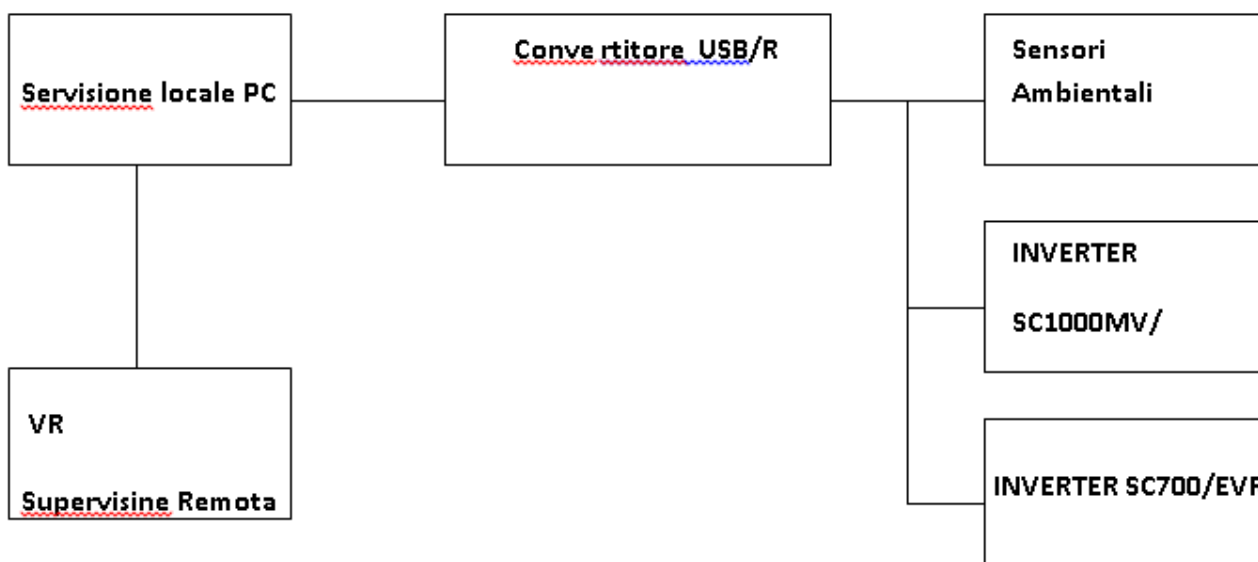 Servisione locale PC
Conve rtitore USB/R
Sensori
Ambientali
INVERTER
SC1000MV/
VR
Supervisine Remota
INVERTER SC700/EVF